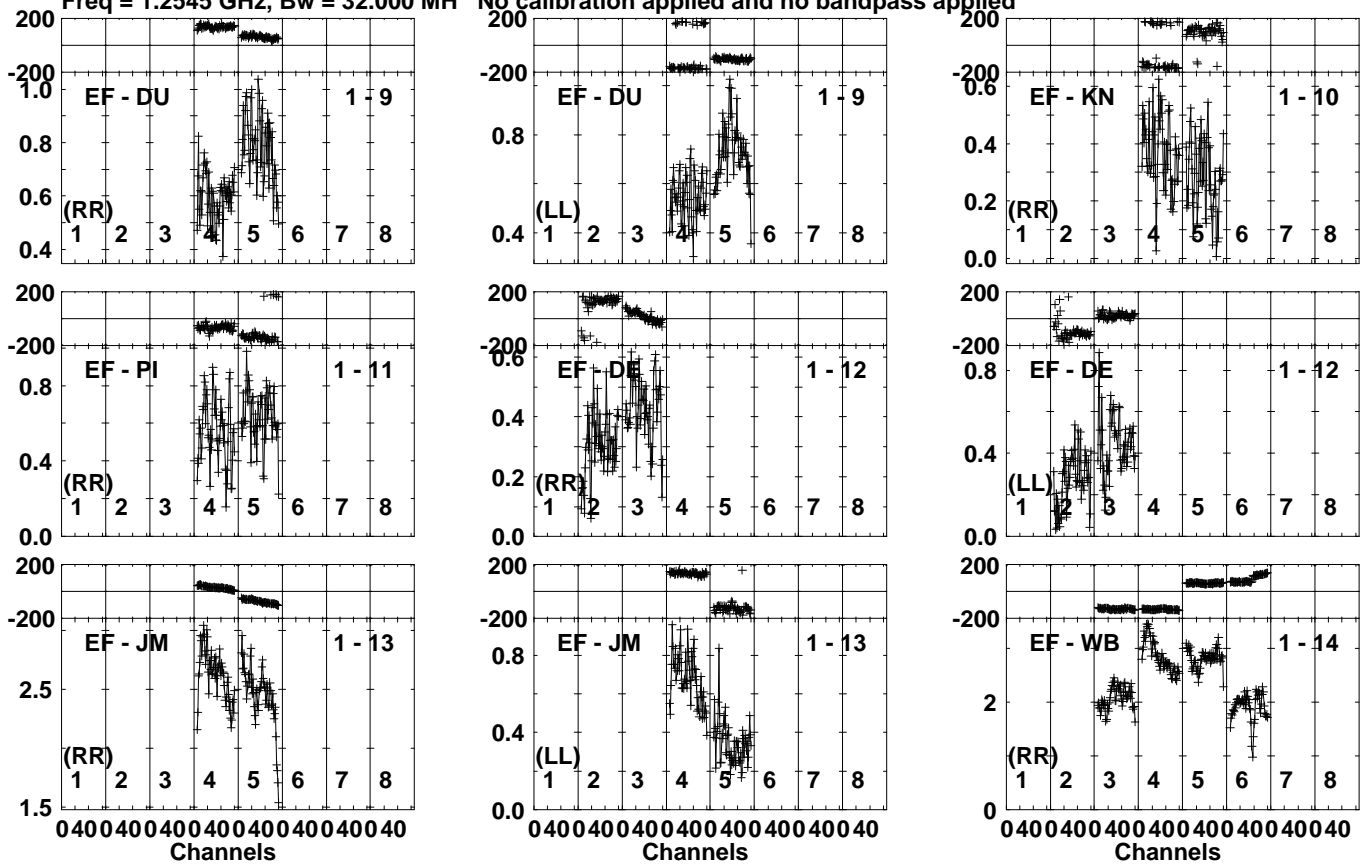 Freq = 1.2545 GHz, Bw = 32.000 MH No calibration applied and no bandpass applied
200 200 200
-200 -200 -200
1.0 EF - DU 1 - 9 EF - DU 1 - 9 0.6 EF - KN 1 - 10
0.8 0.8 0.4
0.6 0.2
(RR) (LL) (RR)
1 2 3 4 5 6 7 8 1 2 3 4 5 6 7 8 1 2 3 4 5 6 7 8
0.4 0.4 0.0
200 200 200
-200 -200 -200
EF - PI 1 - 11 0.6 EF - DE 1 - 12 EF - DE 1 - 12
0.8 0.4 0.8
0.4 0.2 0.4
(RR) (RR) (LL)
1 2 3 4 5 6 7 8 1 2 3 4 5 6 7 8 1 2 3 4 5 6 7 8
0.0 0.0 0.0
200 200 200
-200 -200 -200
EF - JM 1 - 13 EF - JM 1 - 13 EF - WB 1 - 14
2.5 0.8 2
0.4
(RR) (LL) (RR)
1 2 3 4 5 6 7 8 1 2 3 4 5 6 7 8 1 2 3 4 5 6 7 8
1.5 0.0 0
0 40 0 40 0 40 0 40 0 40 0 40 0 40 0 40 0 40 0 40 0 40 0 40 0 40 0 40 0 40 0 40 0 40 0 40 0 40 0 40 0 40 0 40 0 40 0 40
Channels Channels Channels